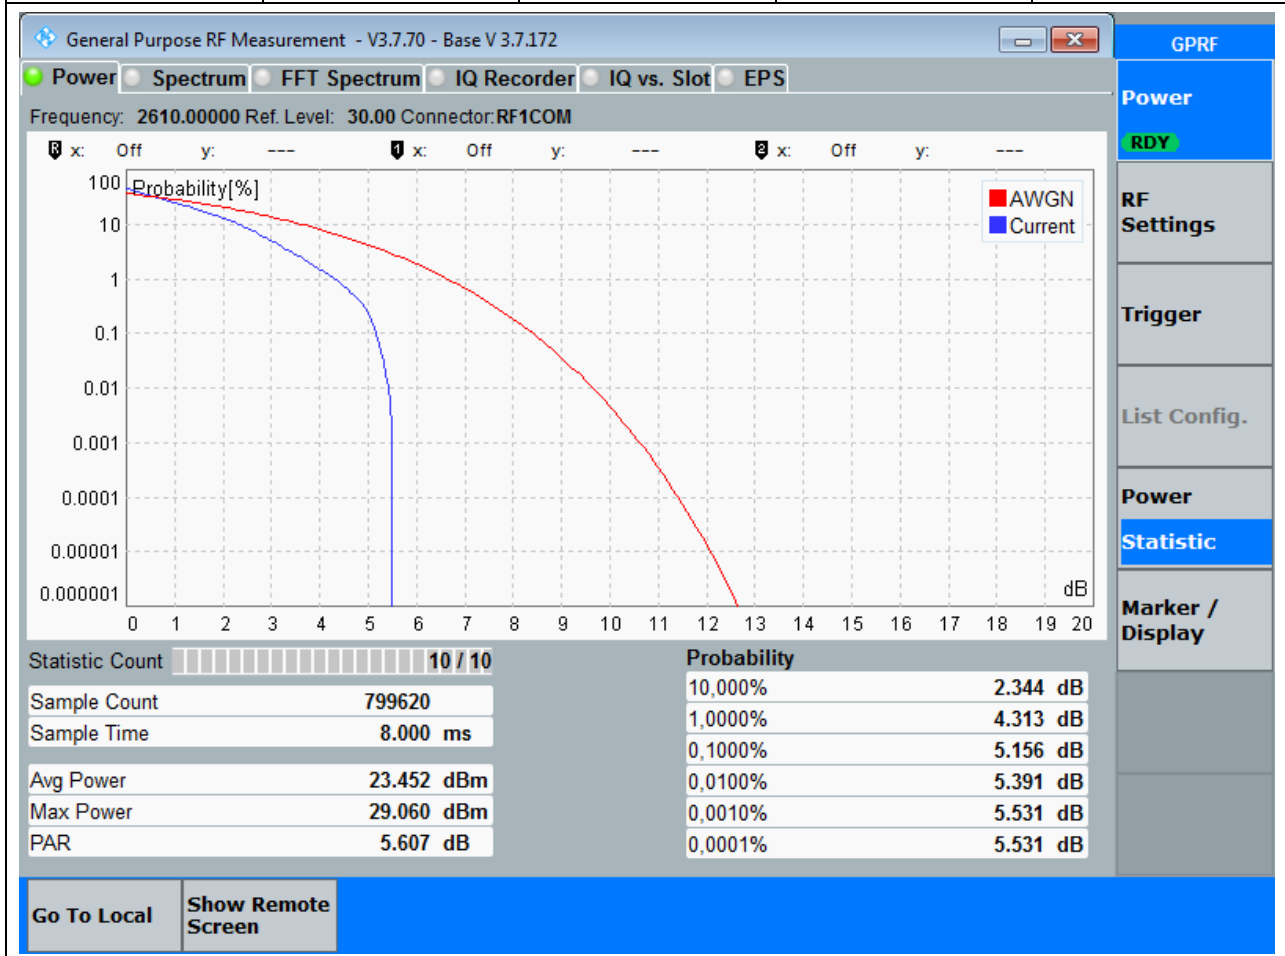 General Purpose RF Measurement - V3.7.70 - Base V 3.7.172
GPRF
Power Spectrum FFT Spectrum IQ Recorder IQ vs. Slot EPS
Frequency: 2610.00000 Ref. Level: 30.00 Connector:RF1COM
R x: Off y: --- 1 x: Off y: --- 2 x: Off y: ---
Probability[%]
100
10
1
0.1
0.01
0.001
0.0001
0.00001
0.000001
AWGN
Current
dB
0 1 2 3 4 5 6 7 8 9 10 11 12 13 14 15 16 17 18 19 20
Statistic Count 10 / 10
Sample Count 799620
Sample Time 8.000 ms
Avg Power 23.452 dBm
Max Power 29.060 dBm
PAR 5.607 dB
Probability
10,000% 2.344 dB
1,0000% 4.313 dB
0,1000% 5.156 dB
0,0100% 5.391 dB
0,0010% 5.531 dB
0,0001% 5.531 dB
Power
RDY
RF
Settings
Trigger
List Config.
Power
Statistic
Marker /
Display
Go To Local
Show Remote
Screen